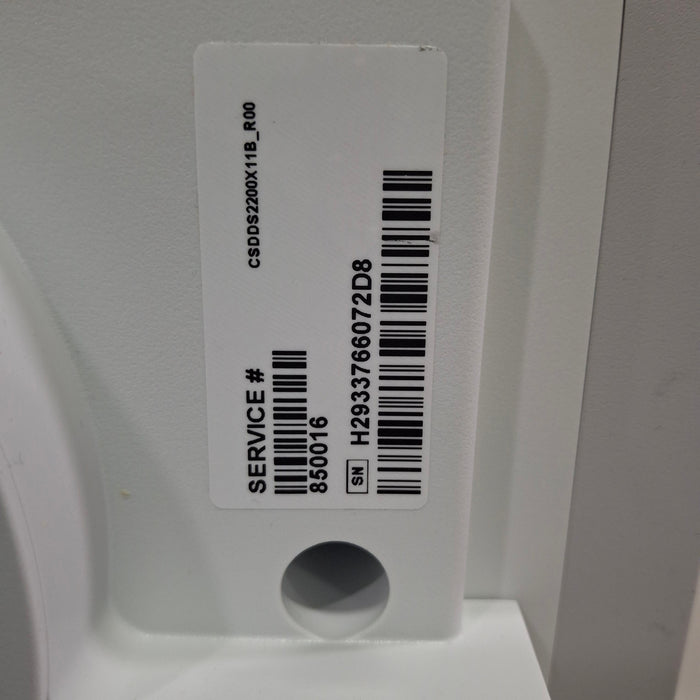 CSDDS2200X11B_R00
SERVICE #
850016
SN H2933766072D8